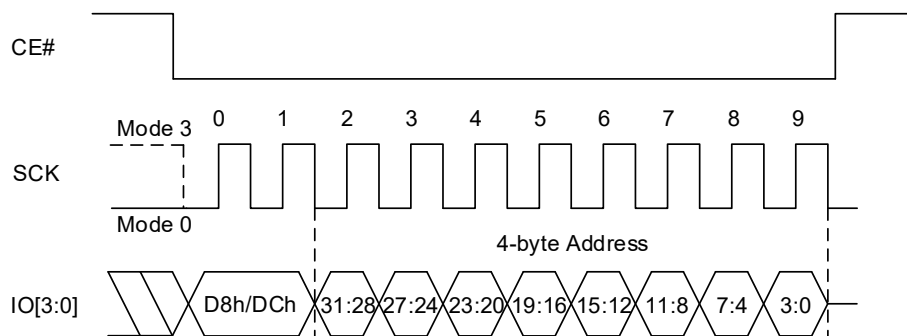 CE#
0 1 2 3 4 5 6 7 8 9
Mode 3
SCK
Mode 0
4-byte Address
IO[3:0] D8h/DCh 31:28 27:24 23:20 19:16 15:12 11:8 7:4 3:0